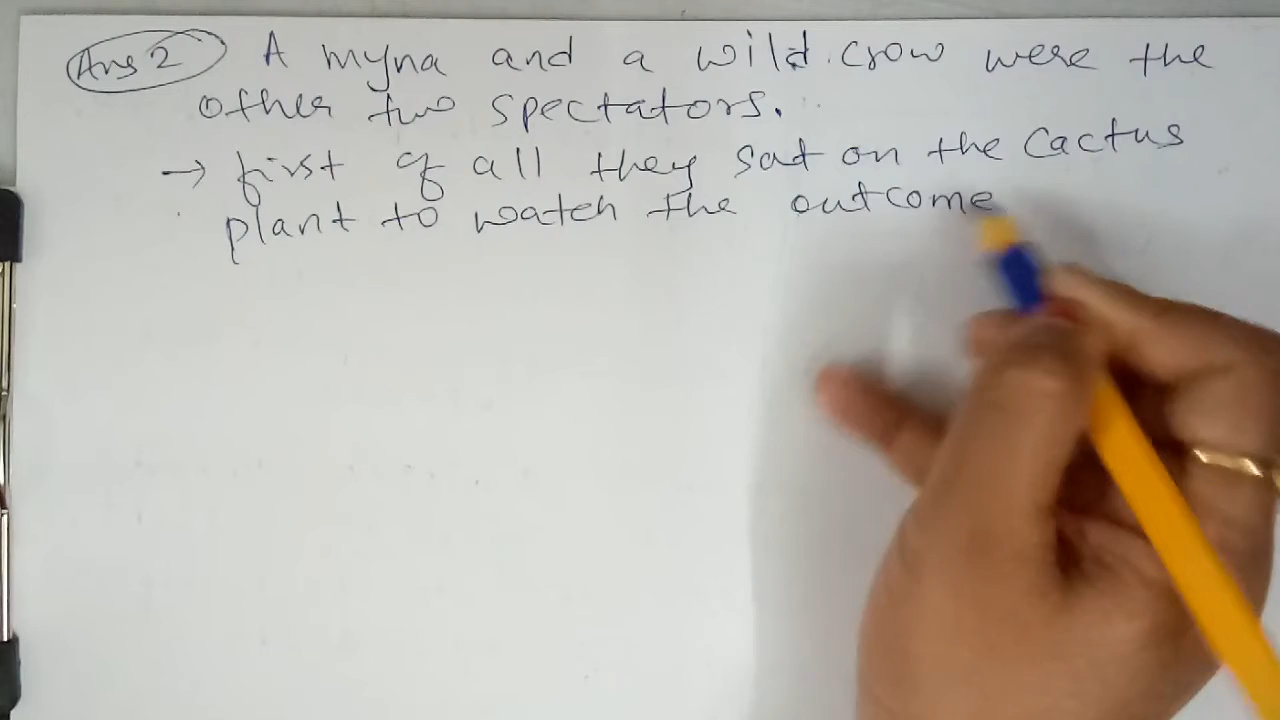 Ans 2 A myna and a wild crow were the
other two spectators.
→ first of all they sat on the Cactus
plant to watch the outcome